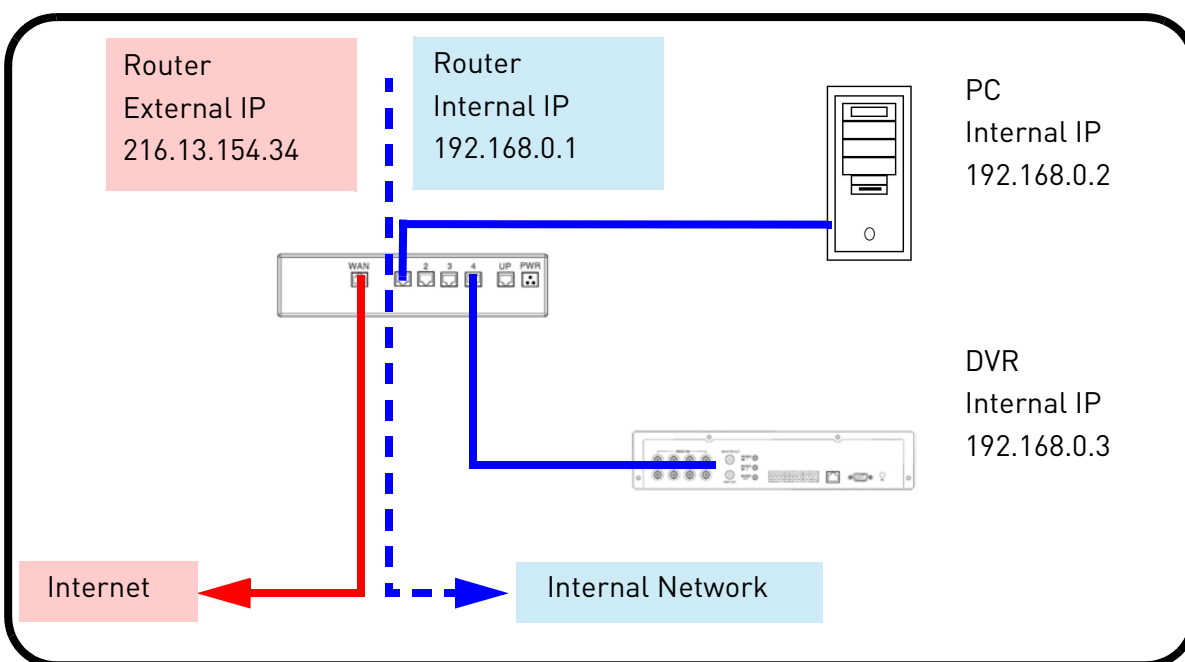 Router
External IP
216.13.154.34
Router
Internal IP
192.168.0.1
PC
Internal IP
192.168.0.2
WAN 2 3 4 UP PWR
DVR
Internal IP
192.168.0.3
Internet
Internal Network